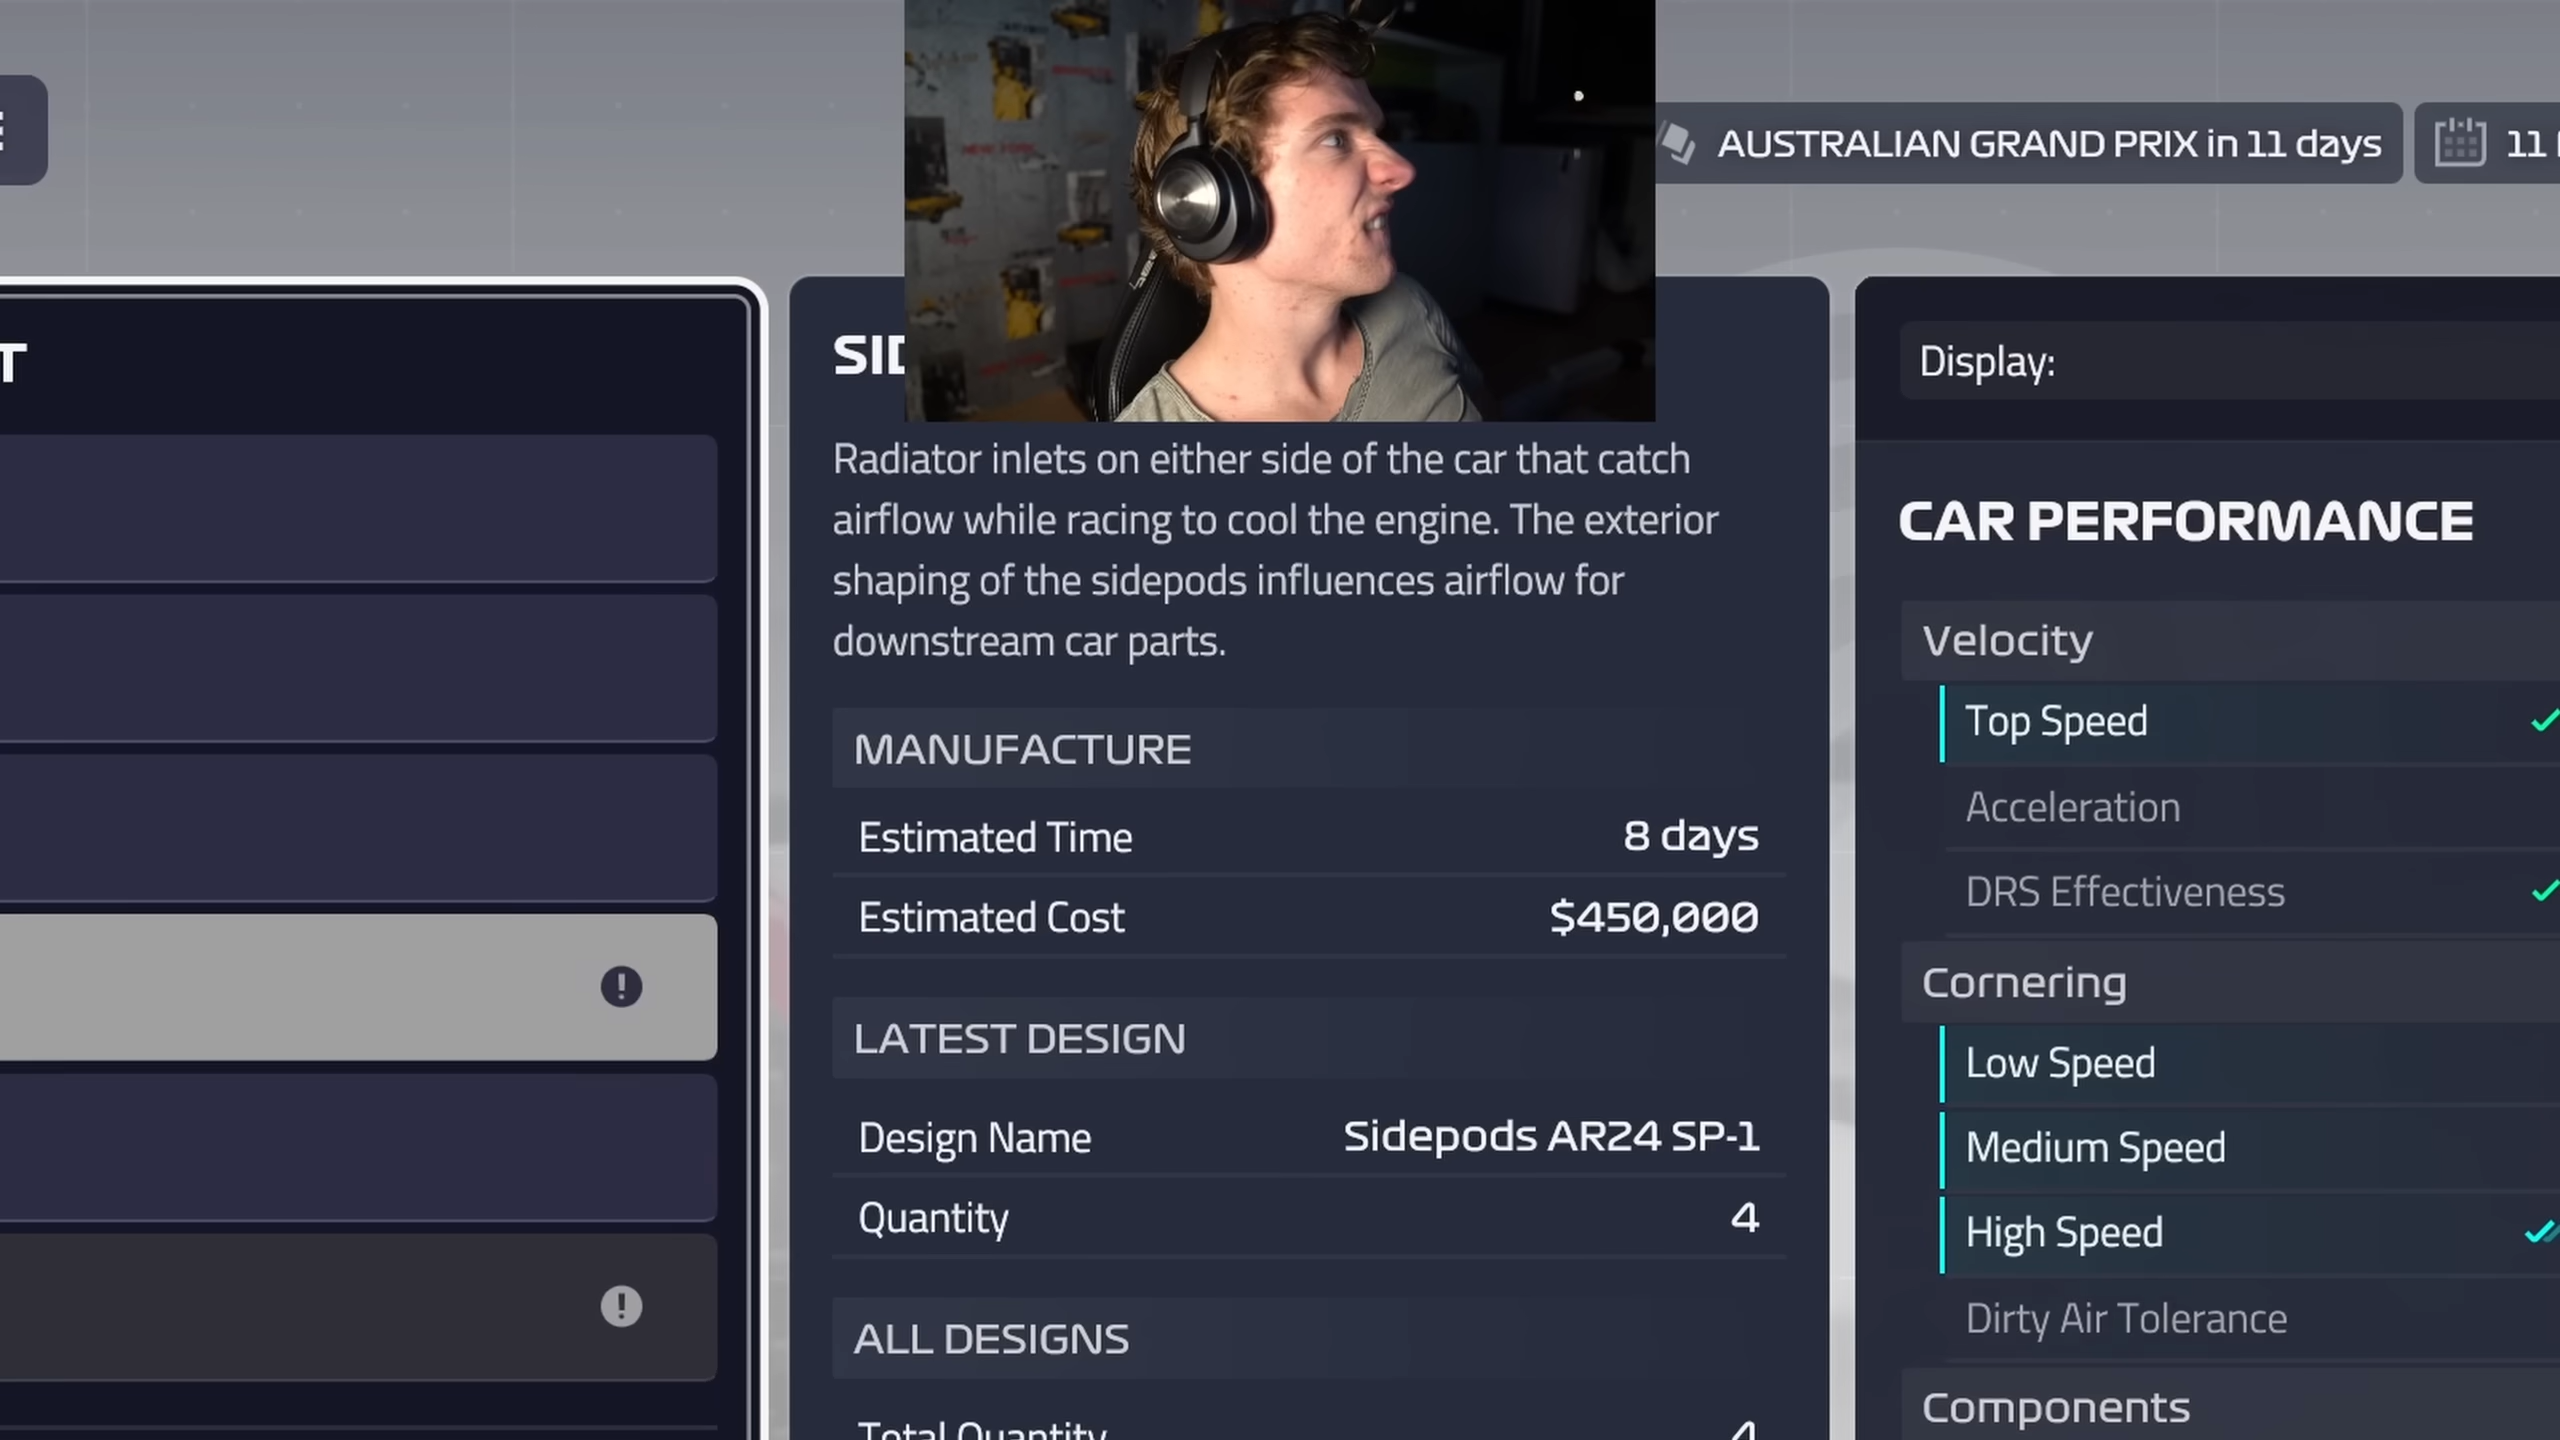 AUSTRALIAN GRAND PRIX in 11 days
11
Radiator inlets on either side of the car that catch
airflow while racing to cool the engine. The exterior
shaping of the sidepods influences airflow for
downstream car parts.
MANUFACTURE
Estimated Time 8 days
Estimated Cost $450,000
LATEST DESIGN
Design Name Sidepods AR24 SP-1
Quantity 4
ALL DESIGNS
Total Quantity 4
Display:
CAR PERFORMANCE
Velocity
Top Speed
Acceleration
DRS Effectiveness
Cornering
Low Speed
Medium Speed
High Speed
Dirty Air Tolerance
Components